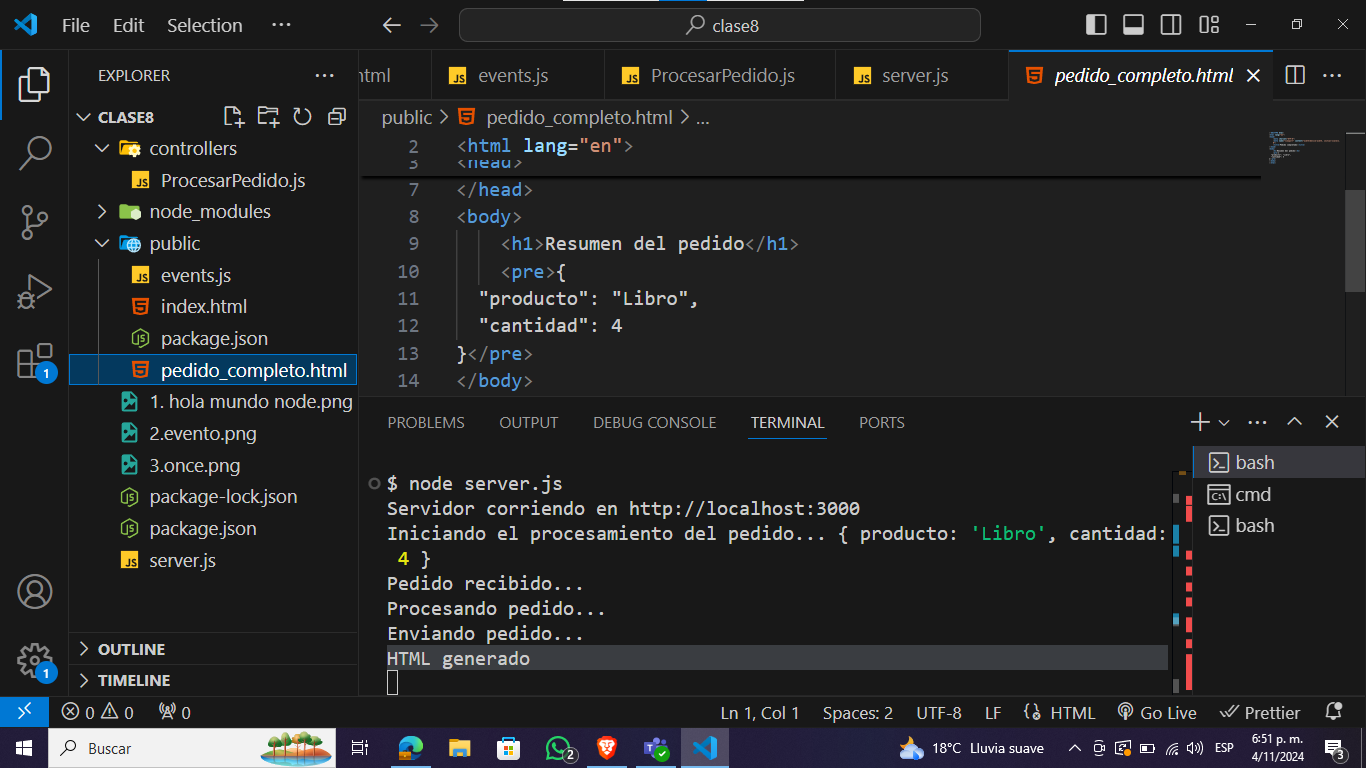 File Edit Selection ···
clase8
EXPLORER ···
CLASE8
controllers
ProcesarPedido.js
node_modules
public
events.js
index.html
package.json
pedido_completo.html
1. hola mundo node.png
2.evento.png
3.once.png
package-lock.json
package.json
server.js
OUTLINE
TIMELINE
html events.js ProcesarPedido.js server.js pedido_completo.html ···
public > pedido_completo.html > ...
2 <html lang="en">
3 <head>
7 </head>
8 <body>
9 <h1>Resumen del pedido</h1>
10 <pre>{
11 "producto": "Libro",
12 "cantidad": 4
13 }</pre>
14 </body>
PROBLEMS OUTPUT DEBUG CONSOLE TERMINAL PORTS
$ node server.js
Servidor corriendo en http://localhost:3000
Iniciando el procesamiento del pedido... { producto: 'Libro', cantidad:
4 }
Pedido recibido...
Procesando pedido...
Enviando pedido...
HTML generado
bash
cmd
bash
1
1
0 0 0 Ln 1, Col 1 Spaces: 2 UTF-8 LF HTML Go Live Prettier
Buscar 2 18°C Lluvia suave ESP 6:51 p. m.
4/11/2024 3